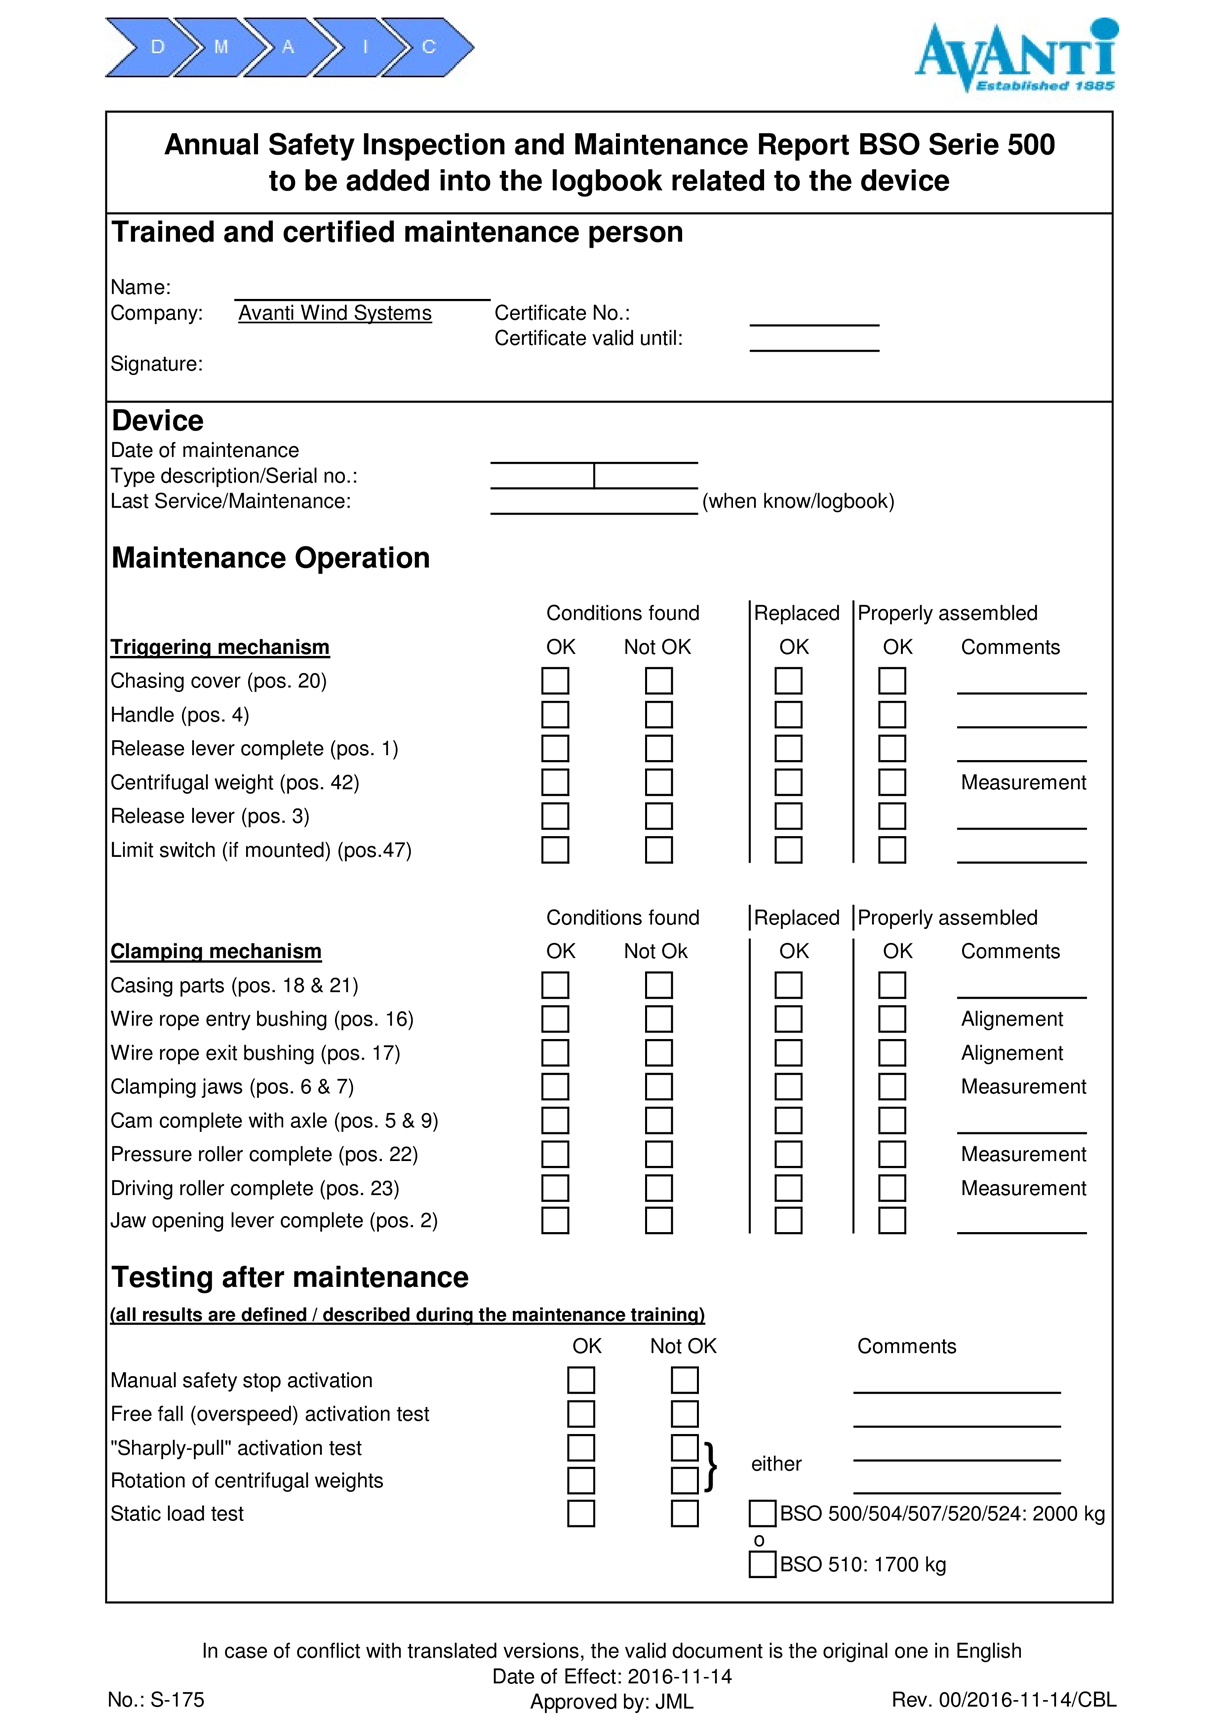 D M A I C
AVANTi
Established 1885
Annual Safety Inspection and Maintenance Report BSO Serie 500
to be added into the logbook related to the device
Trained and certified maintenance person
Name:
Company: Avanti Wind Systems Certificate No.:
Certificate valid until:
Signature:
Device
Date of maintenance
Type description/Serial no.:
Last Service/Maintenance: (when know/logbook)
Maintenance Operation
Conditions found Replaced Properly assembled
Triggering mechanism OK Not OK OK OK Comments
Chasing cover (pos. 20)
Handle (pos. 4)
Release lever complete (pos. 1)
Centrifugal weight (pos. 42) Measurement
Release lever (pos. 3)
Limit switch (if mounted) (pos.47)
Conditions found Replaced Properly assembled
Clamping mechanism OK Not Ok OK OK Comments
Casing parts (pos. 18 & 21)
Wire rope entry bushing (pos. 16) Alignement
Wire rope exit bushing (pos. 17) Alignement
Clamping jaws (pos. 6 & 7) Measurement
Cam complete with axle (pos. 5 & 9)
Pressure roller complete (pos. 22) Measurement
Driving roller complete (pos. 23) Measurement
Jaw opening lever complete (pos. 2)
Testing after maintenance
(all results are defined / described during the maintenance training)
OK Not OK Comments
Manual safety stop activation
Free fall (overspeed) activation test
"Sharply-pull" activation test
} either
Rotation of centrifugal weights
Static load test BSO 500/504/507/520/524: 2000 kg
o
BSO 510: 1700 kg
In case of conflict with translated versions, the valid document is the original one in English
Date of Effect: 2016-11-14
No.: S-175 Approved by: JML Rev. 00/2016-11-14/CBL